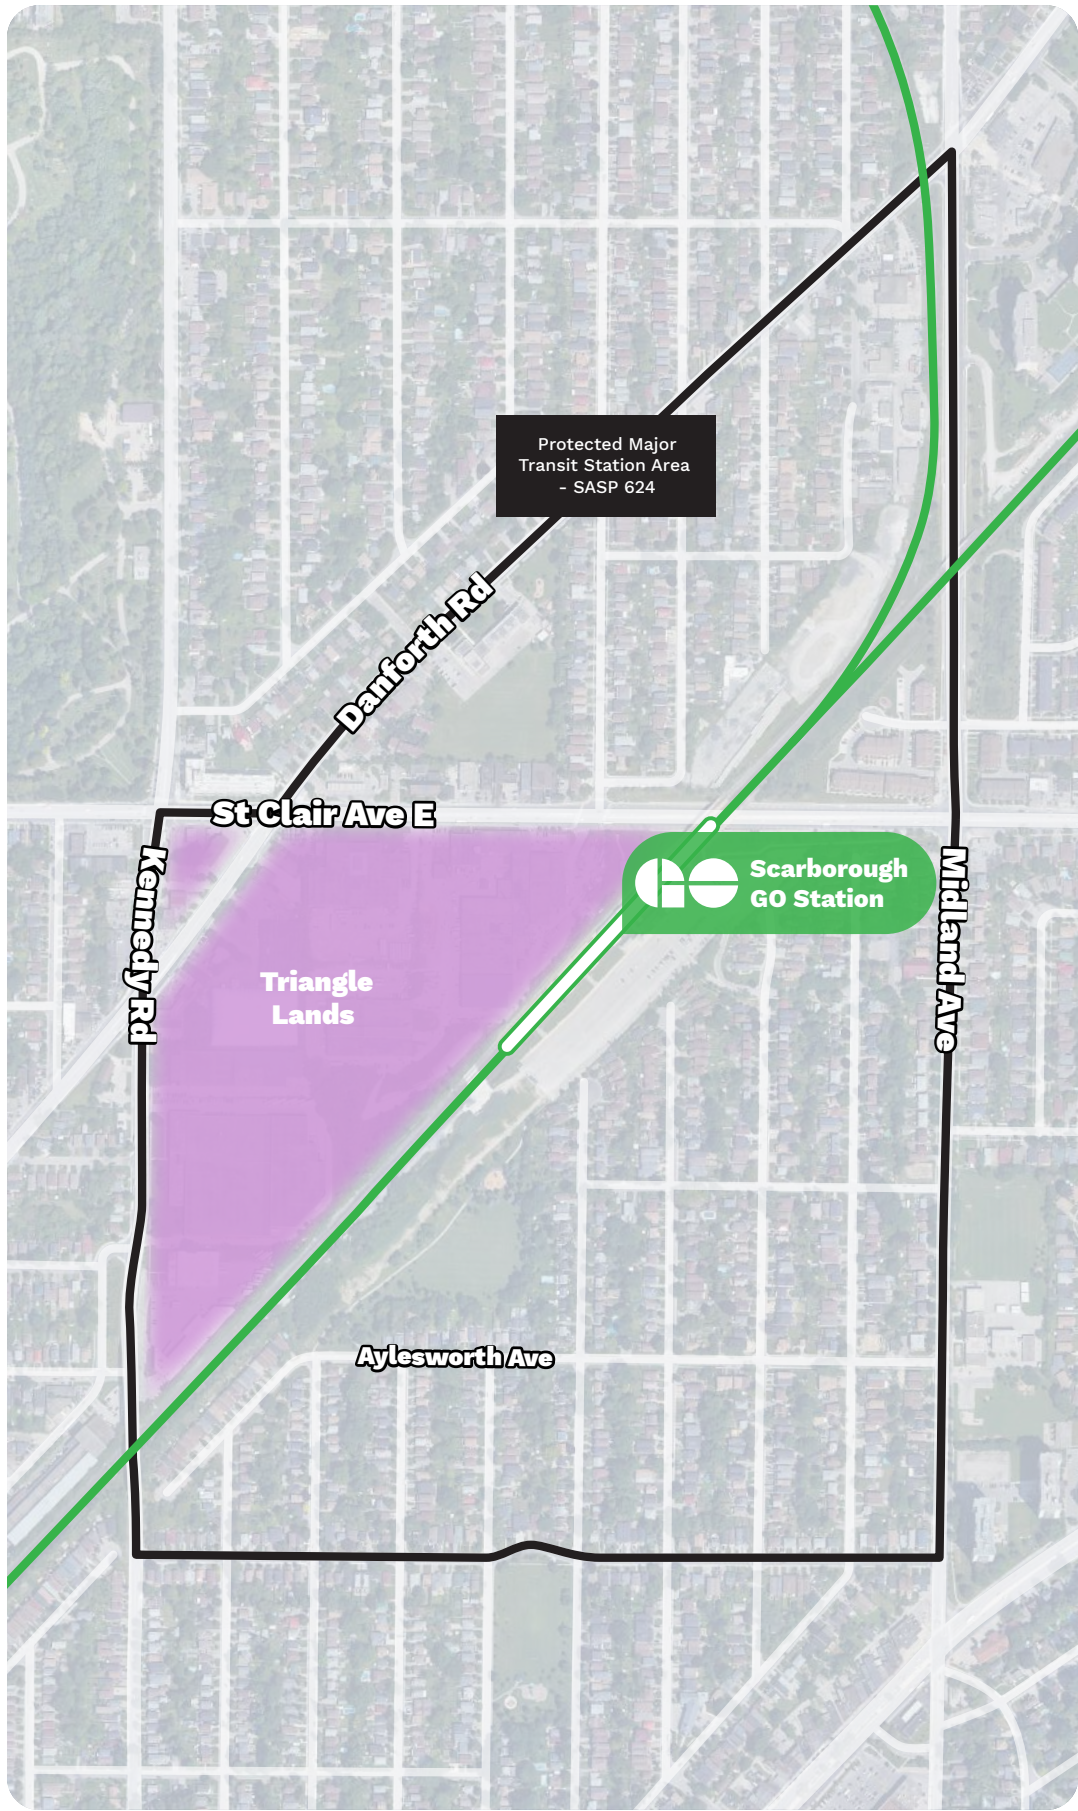 Protected Major
Transit Station Area
- SASP 624
Danforth Rd
St Clair Ave E
Kennedy Rd
GO
Scarborough
GO Station
Midland Ave
Triangle
Lands
Aylesworth Ave